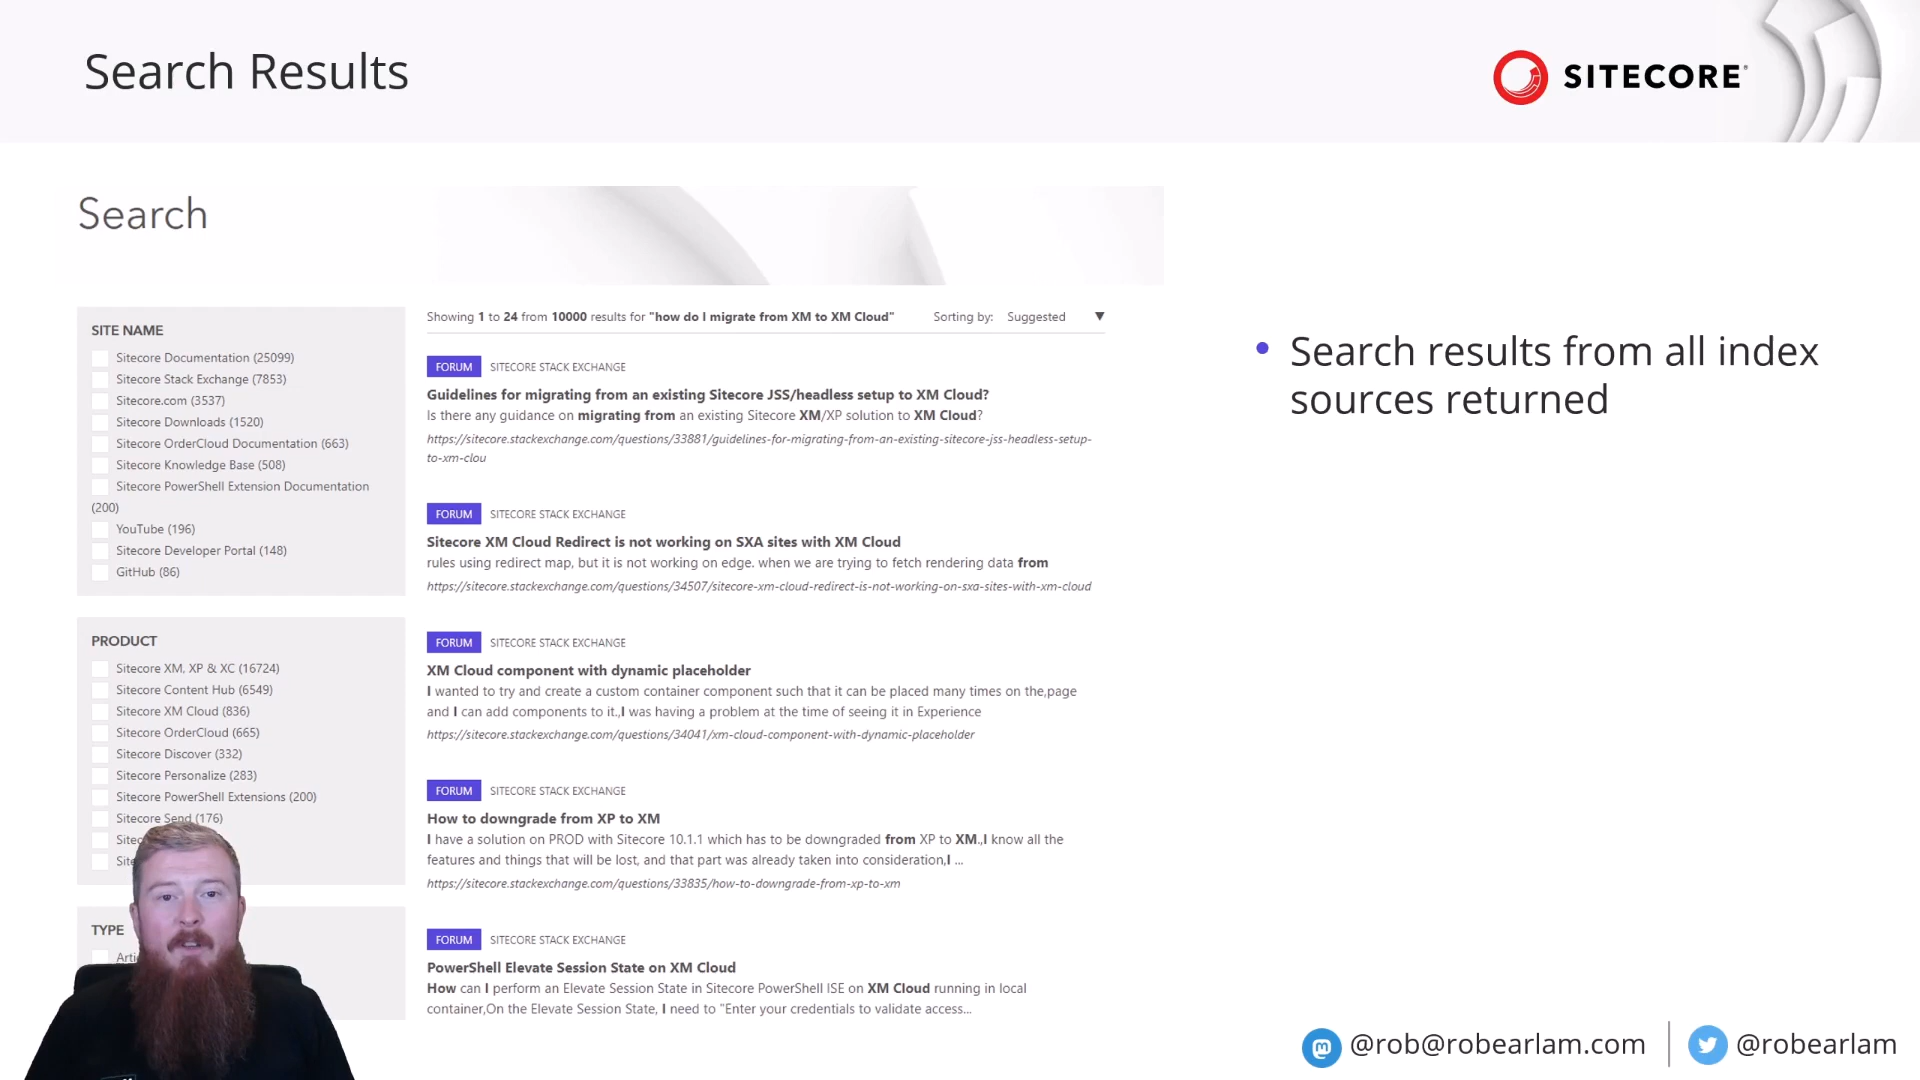 Search Results
SITECORE
Search
SITE NAME
Sitecore Documentation (25099)
Sitecore Stack Exchange (7853)
Sitecore.com (3537)
Sitecore Downloads (1520)
Sitecore OrderCloud Documentation (663)
Sitecore Knowledge Base (508)
Sitecore PowerShell Extension Documentation
(200)
YouTube (196)
Sitecore Developer Portal (148)
GitHub (86)
PRODUCT
Sitecore XM, XP & XC (16724)
Sitecore Content Hub (6549)
Sitecore XM Cloud (836)
Sitecore OrderCloud (665)
Sitecore Discover (332)
Sitecore Personalize (283)
Sitecore PowerShell Extensions (200)
Sitecore Send (176)
TYPE
Showing 1 to 24 from 10000 results for "how do I migrate from XM to XM Cloud"
Sorting by: Suggested ▼
FORUM SITECORE STACK EXCHANGE
Guidelines for migrating from an existing Sitecore JSS/headless setup to XM Cloud?
Is there any guidance on migrating from an existing Sitecore XM/XP solution to XM Cloud?
https://sitecore.stackexchange.com/questions/33881/guidelines-for-migrating-from-an-existing-sitecore-jss-headless-setup-
to-xm-clou
FORUM SITECORE STACK EXCHANGE
Sitecore XM Cloud Redirect is not working on SXA sites with XM Cloud
rules using redirect map, but it is not working on edge. when we are trying to fetch rendering data from
https://sitecore.stackexchange.com/questions/34507/sitecore-xm-cloud-redirect-is-not-working-on-sxa-sites-with-xm-cloud
FORUM SITECORE STACK EXCHANGE
XM Cloud component with dynamic placeholder
I wanted to try and create a custom container component such that it can be placed many times on the,page
and I can add components to it.,I was having a problem at the time of seeing it in Experience
https://sitecore.stackexchange.com/questions/34041/xm-cloud-component-with-dynamic-placeholder
FORUM SITECORE STACK EXCHANGE
How to downgrade from XP to XM
I have a solution on PROD with Sitecore 10.1.1 which has to be downgraded from XP to XM.,I know all the
features and things that will be lost, and that part was already taken into consideration,I ...
https://sitecore.stackexchange.com/questions/33835/how-to-downgrade-from-xp-to-xm
FORUM SITECORE STACK EXCHANGE
PowerShell Elevate Session State on XM Cloud
How can I perform an Elevate Session State in Sitecore PowerShell ISE on XM Cloud running in local
container,On the Elevate Session State, I need to "Enter your credentials to validate access...
• Search results from all index
sources returned
@rob@robearlam.com
@robearlam